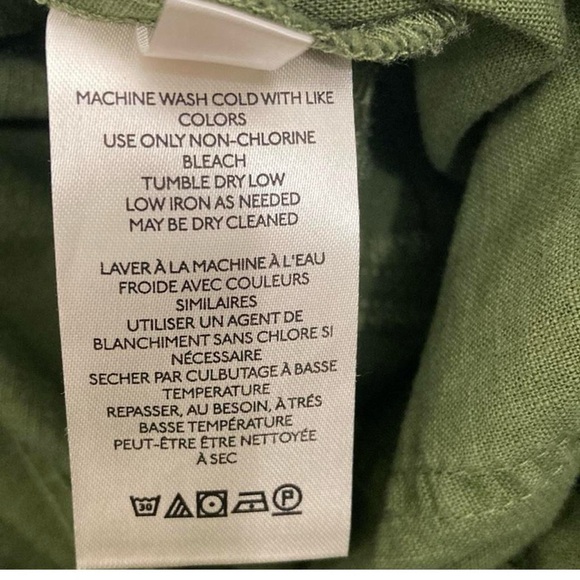 MACHINE WASH COLD WITH LIKE
COLORS
USE ONLY NON-CHLORINE
BLEACH
TUMBLE DRY LOW
LOW IRON AS NEEDED
MAY BE DRY CLEANED
LAVER À LA MACHINE À L'EAU
FROIDE AVEC COULEURS
SIMILAIRES
UTILISER UN AGENT DE
BLANCHIMENT SANS CHLORE SI
NÉCESSAIRE
SECHER PAR CULBUTAGE À BASSE
TEMPERATURE
REPASSER, AU BESOIN, À TRÉS
BASSE TEMPÉRATURE
PEUT-ÊTRE ÊTRE NETTOYÉE
À SEC
30 P